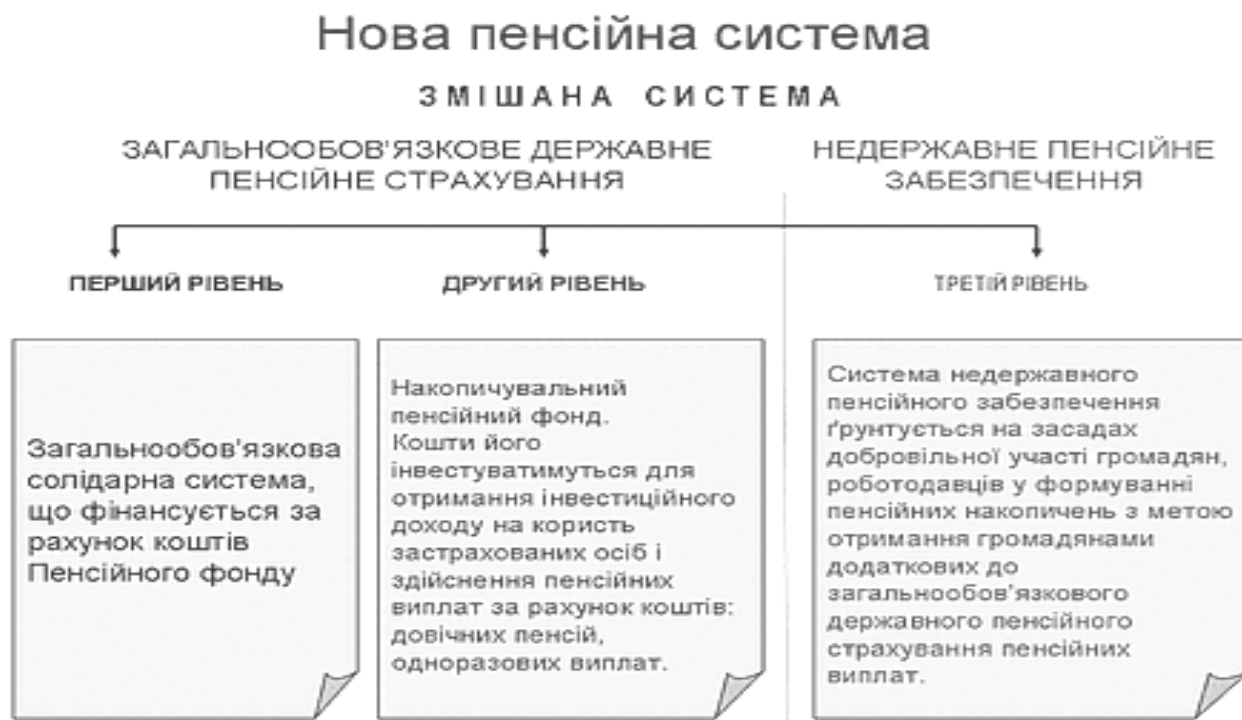 Нова пенсійна система
ЗМІШАНА СИСТЕМА
ЗАГАЛЬНООБОВ'ЯЗКОВЕ ДЕРЖАВНЕ
ПЕНСІЙНЕ СТРАХУВАННЯ
НЕДЕРЖАВНЕ ПЕНСІЙНЕ
ЗАБЕЗПЕЧЕННЯ
ПЕРШИЙ РІВЕНЬ
ДРУГИЙ РІВЕНЬ
ТРЕТІЙ РІВЕНЬ
Загальнообов'язкова
солідарна система,
що фінансується за
рахунок коштів
Пенсійного фонду
Накопичувальний
пенсійний фонд.
Кошти його
інвестуватимуться для
отримання інвестиційного
доходу на користь
застрахованих осіб і
здійснення пенсійних
виплат за рахунок коштів:
довічних пенсій,
одноразових виплат.
Система недержавного
пенсійного забезпечення
ґрунтується на засадах
добровільної участі громадян,
роботодавців у формуванні
пенсійних накопичень з метою
отримання громадянами
додаткових до
загальнообов'язкового
державного пенсійного
страхування пенсійних
виплат.